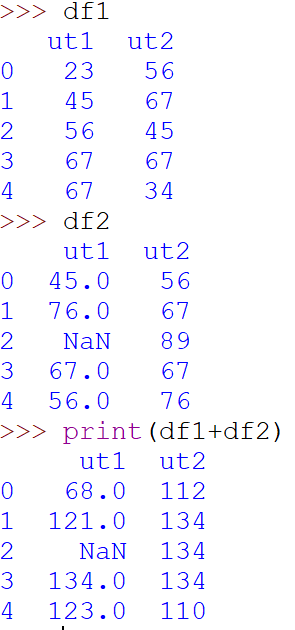 >>> df1
   ut1  ut2
0   23   56
1   45   67
2   56   45
3   67   67
4   67   34
>>> df2
    ut1  ut2
0  45.0   56
1  76.0   67
2   NaN   89
3  67.0   67
4  56.0   76
>>> print(df1+df2)
     ut1  ut2
0   68.0  112
1  121.0  134
2    NaN  134
3  134.0  134
4  123.0  110